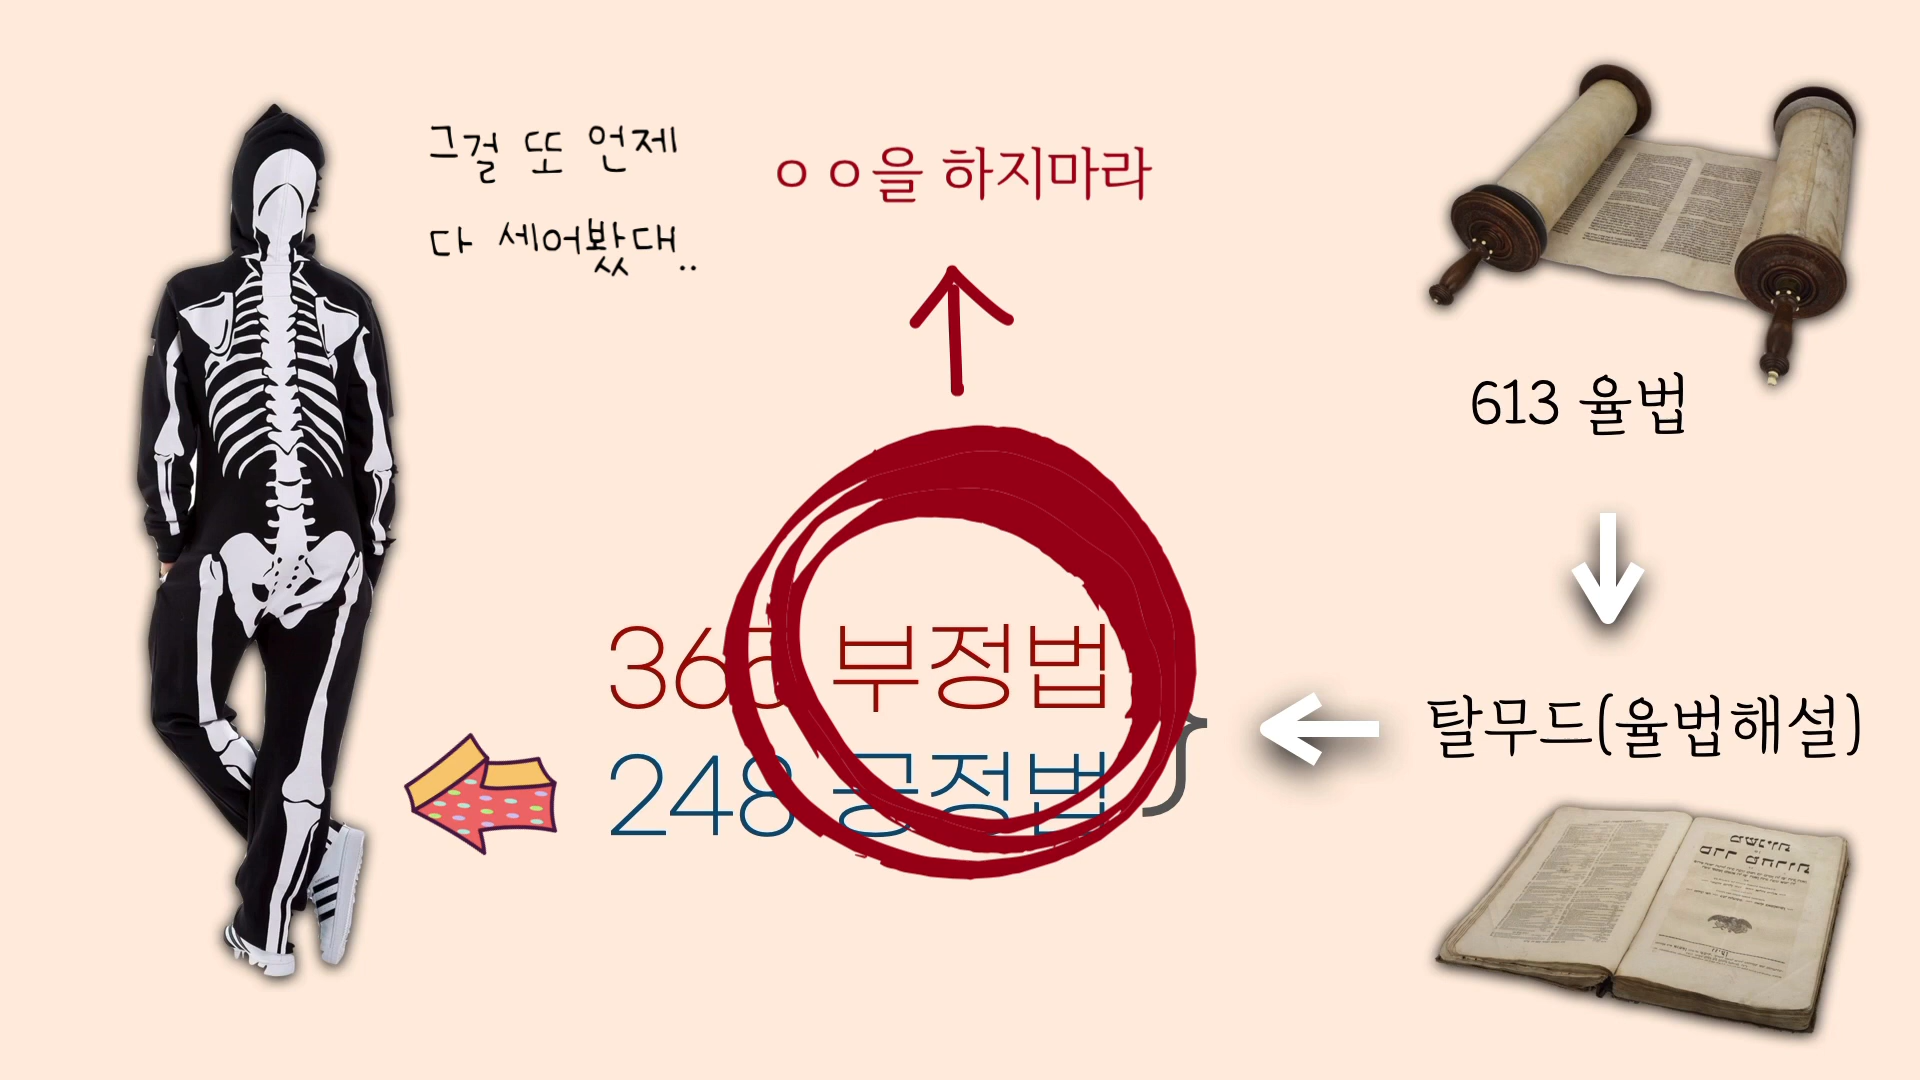 그걸 또 언제
다 세어봤대..
ㅇㅇ을 하지마라
613 율법
탈무드(율법해설)
365 부정법
248 긍정법